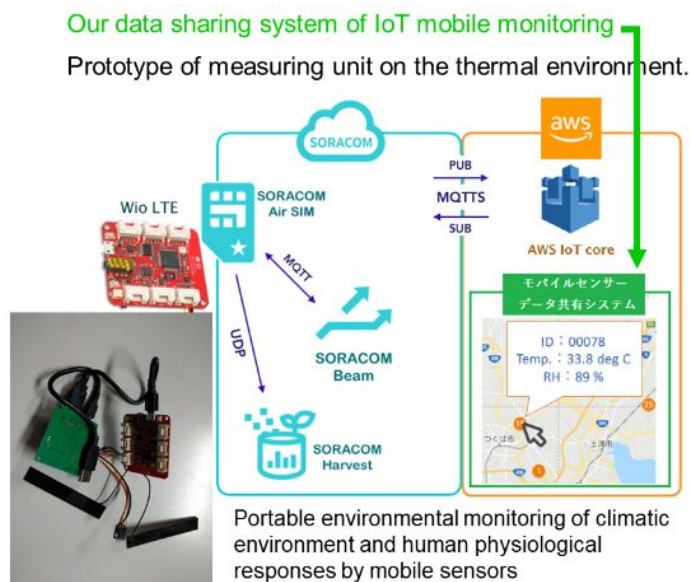 Our data sharing system of IoT mobile monitoring
Prototype of measuring unit on the thermal environment.
aws
SORACOM
PUB
MQTTS
SUB
Wio LTE
SORACOM
Air SIM
AWS IoT core
MQTT
UDP
SORACOM
Beam
SORACOM
Harvest
モバイルセンサー
データ共有システム
ID：00078
Temp.：33.8 deg C
RH：89 %
25
つくば市
土浦市
1
Portable environmental monitoring of climatic
environment and human physiological
responses by mobile sensors